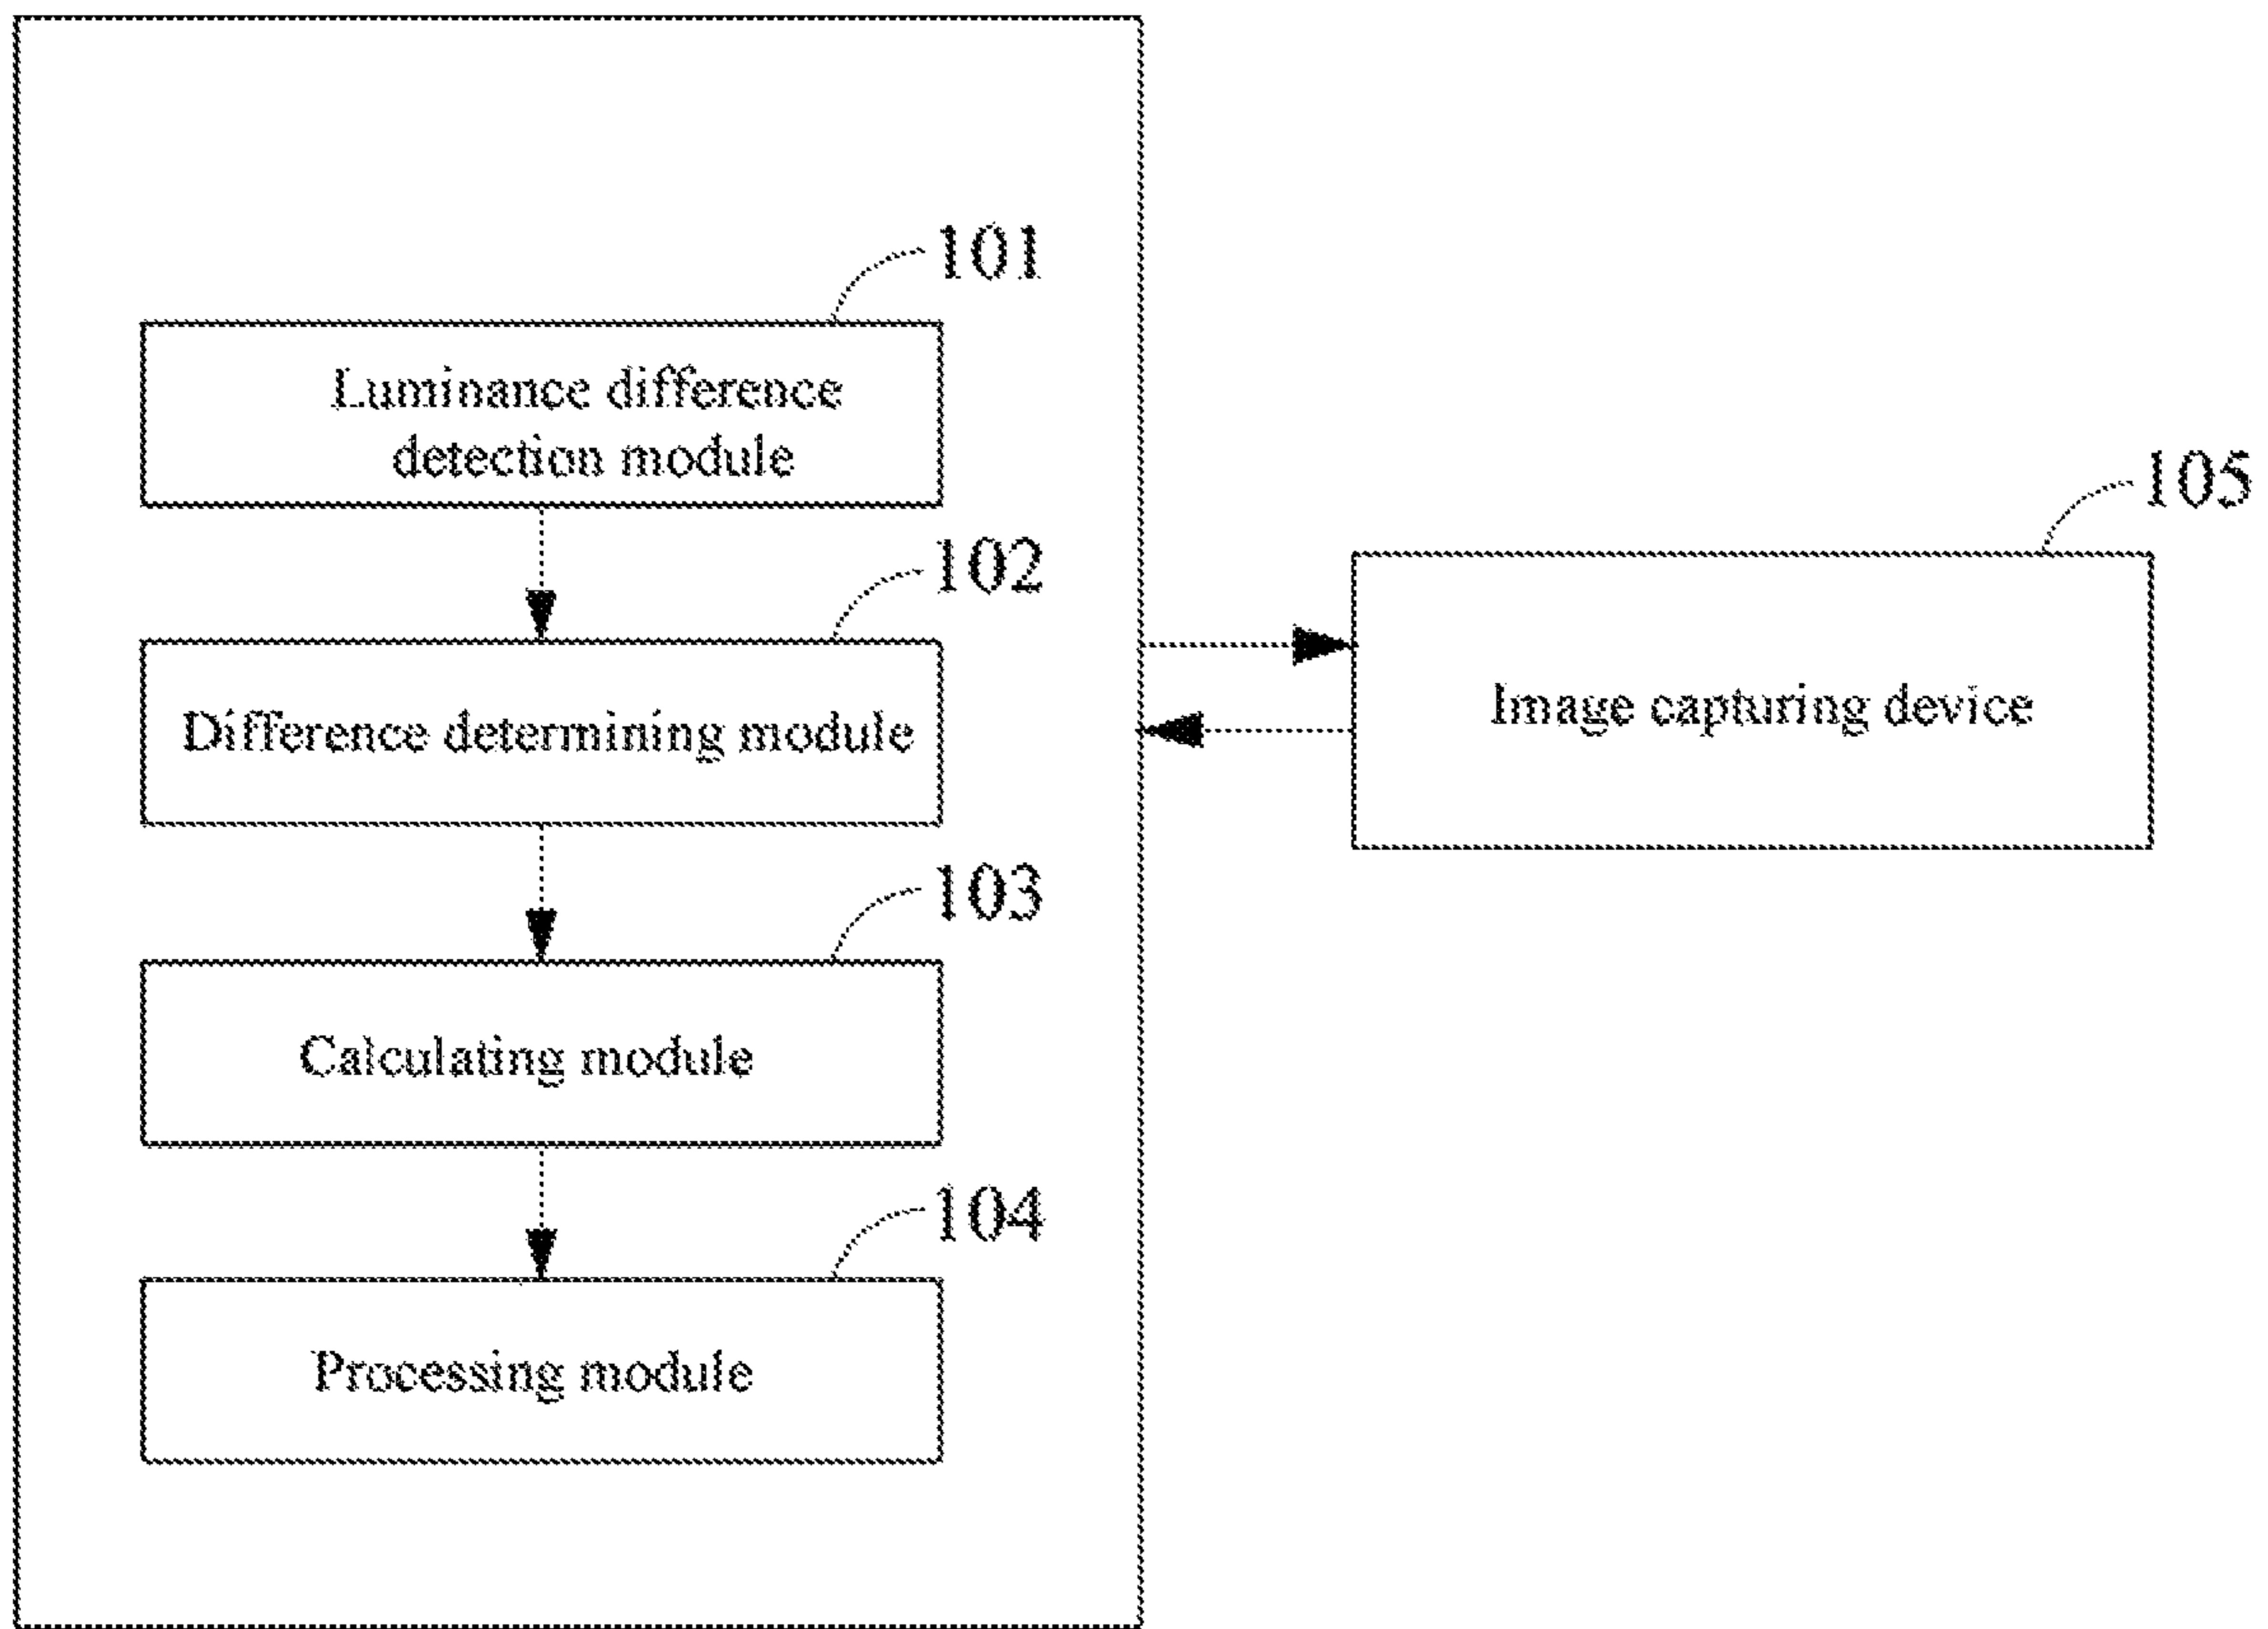 101
Luminance difference
detection module
102
Difference determining module
103
Calculating module
104
Processing module
105
Image capturing device